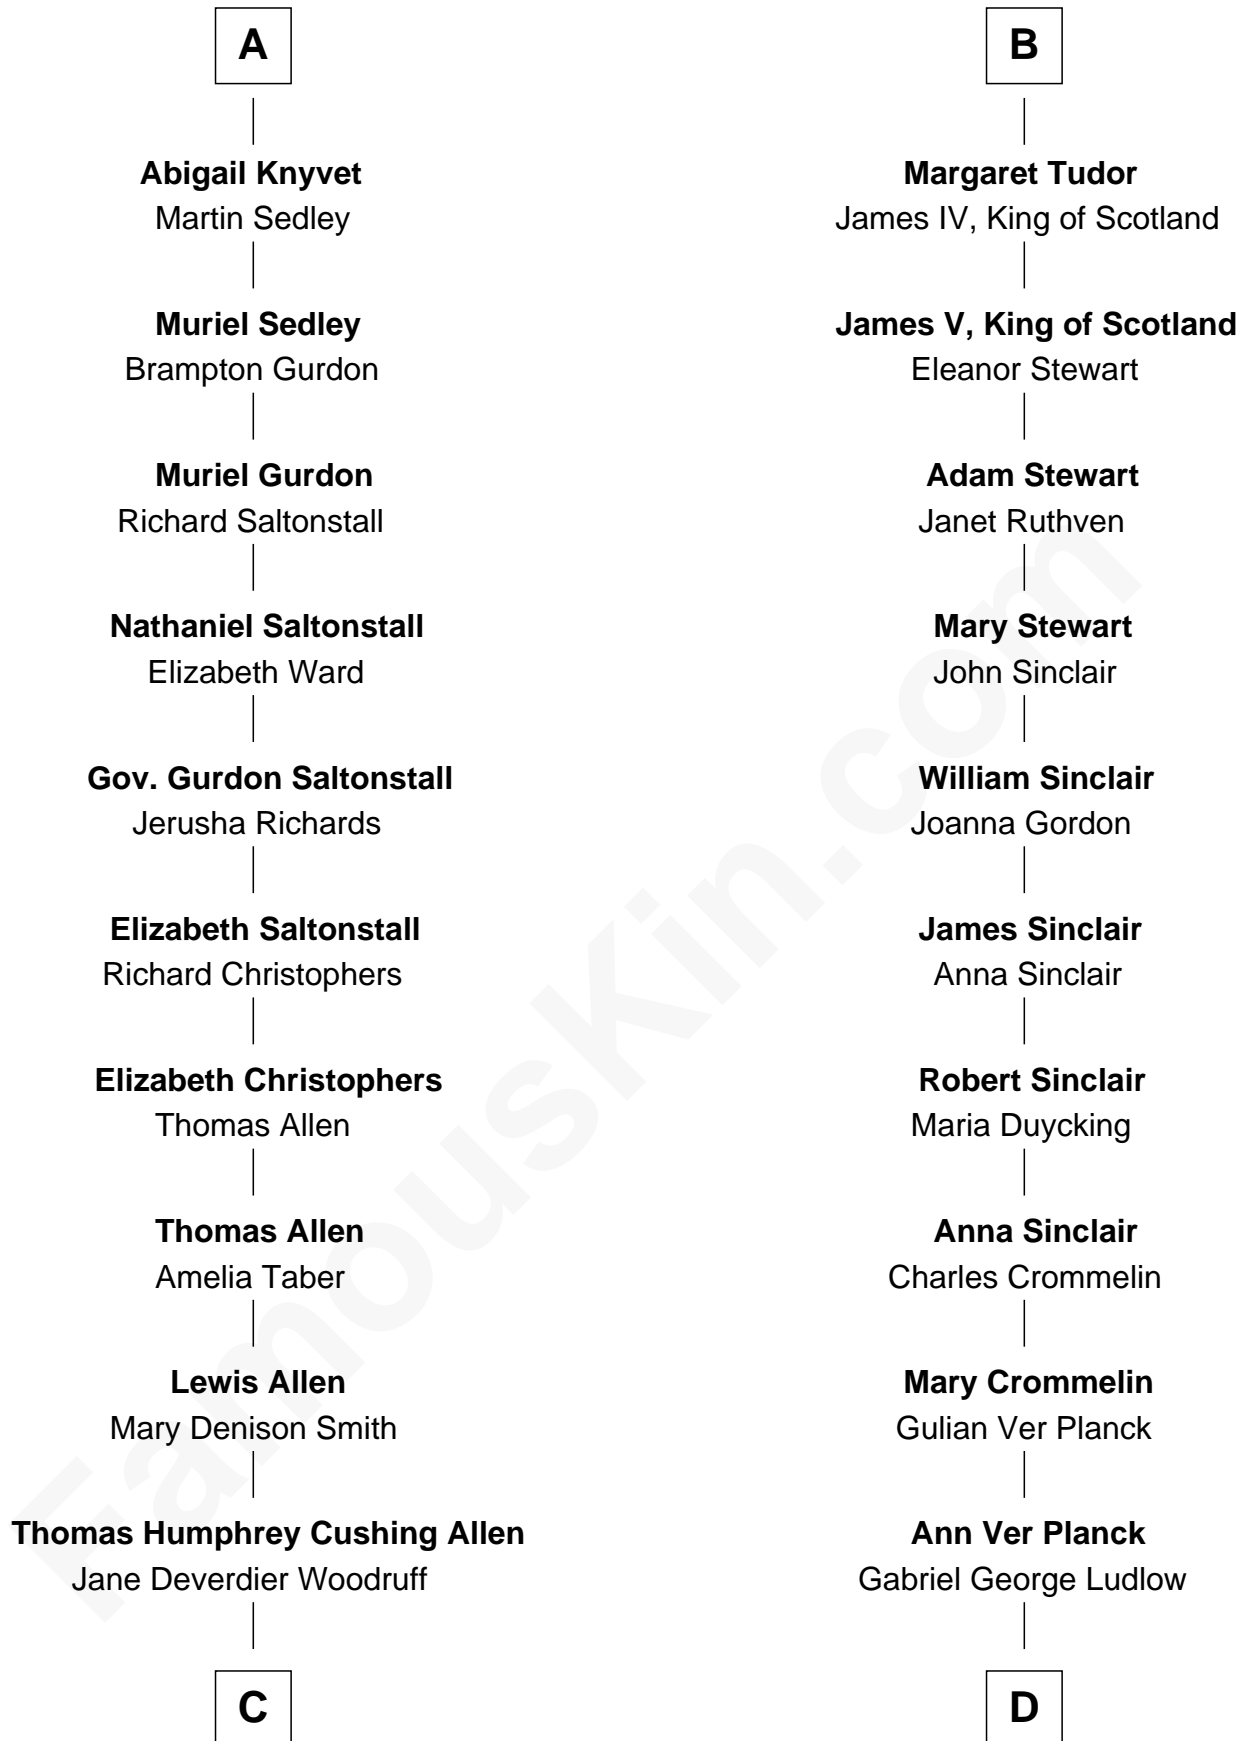 A
Abigail Knyvet
Martin Sedley
Muriel Sedley
Brampton Gurdon
Muriel Gurdon
Richard Saltonstall
Nathaniel Saltonstall
Elizabeth Ward
Gov. Gurdon Saltonstall
Jerusha Richards
Elizabeth Saltonstall
Richard Christophers
Elizabeth Christophers
Thomas Allen
Thomas Allen
Amelia Taber
Lewis Allen
Mary Denison Smith
Thomas Humphrey Cushing Allen
Jane Deverdier Woodruff
C
B
Margaret Tudor
James IV, King of Scotland
James V, King of Scotland
Eleanor Stewart
Adam Stewart
Janet Ruthven
Mary Stewart
John Sinclair
William Sinclair
Joanna Gordon
James Sinclair
Anna Sinclair
Robert Sinclair
Maria Duycking
Anna Sinclair
Charles Crommelin
Mary Crommelin
Gulian Ver Planck
Ann Ver Planck
Gabriel George Ludlow
D
FamousKin.com